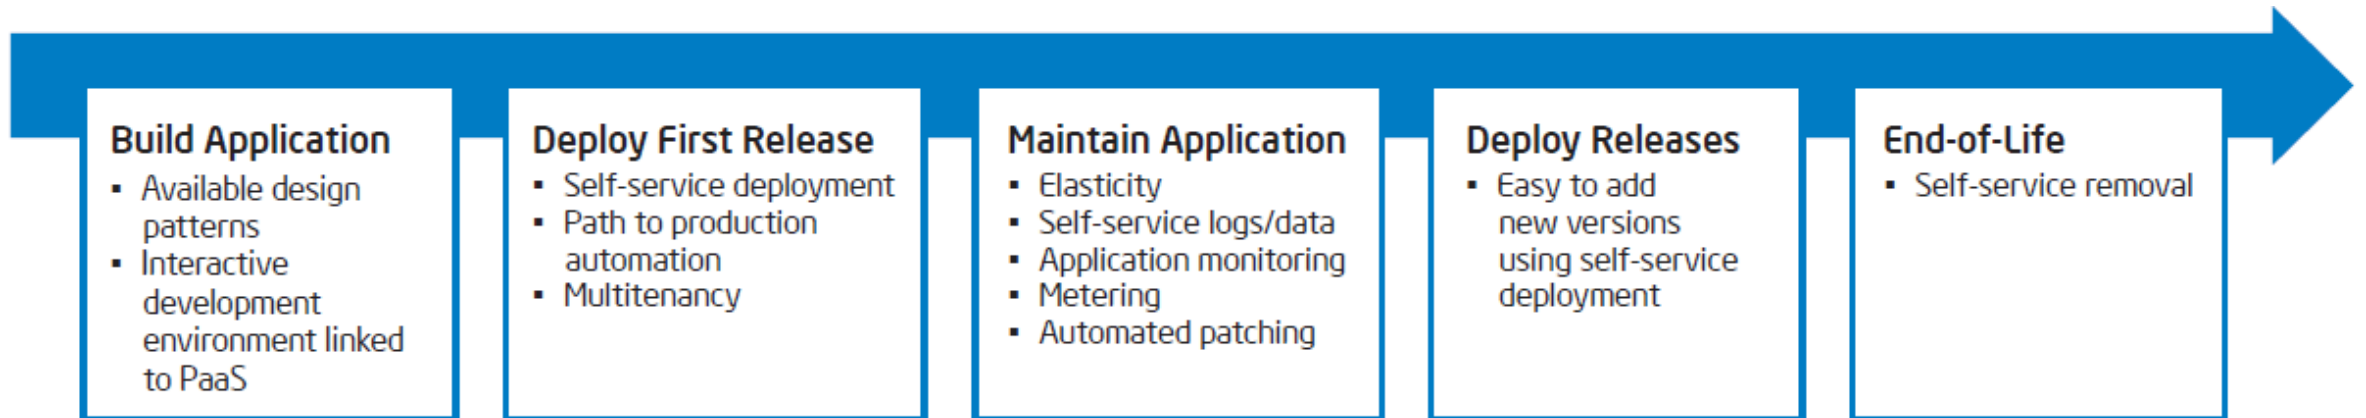 Build Application
▪ Available design
patterns
▪ Interactive
development
environment linked
to PaaS
Deploy First Release
▪ Self-service deployment
▪ Path to production
automation
▪ Multitenancy
Maintain Application
▪ Elasticity
▪ Self-service logs/data
▪ Application monitoring
▪ Metering
▪ Automated patching
Deploy Releases
▪ Easy to add
new versions
using self-service
deployment
End-of-Life
▪ Self-service removal